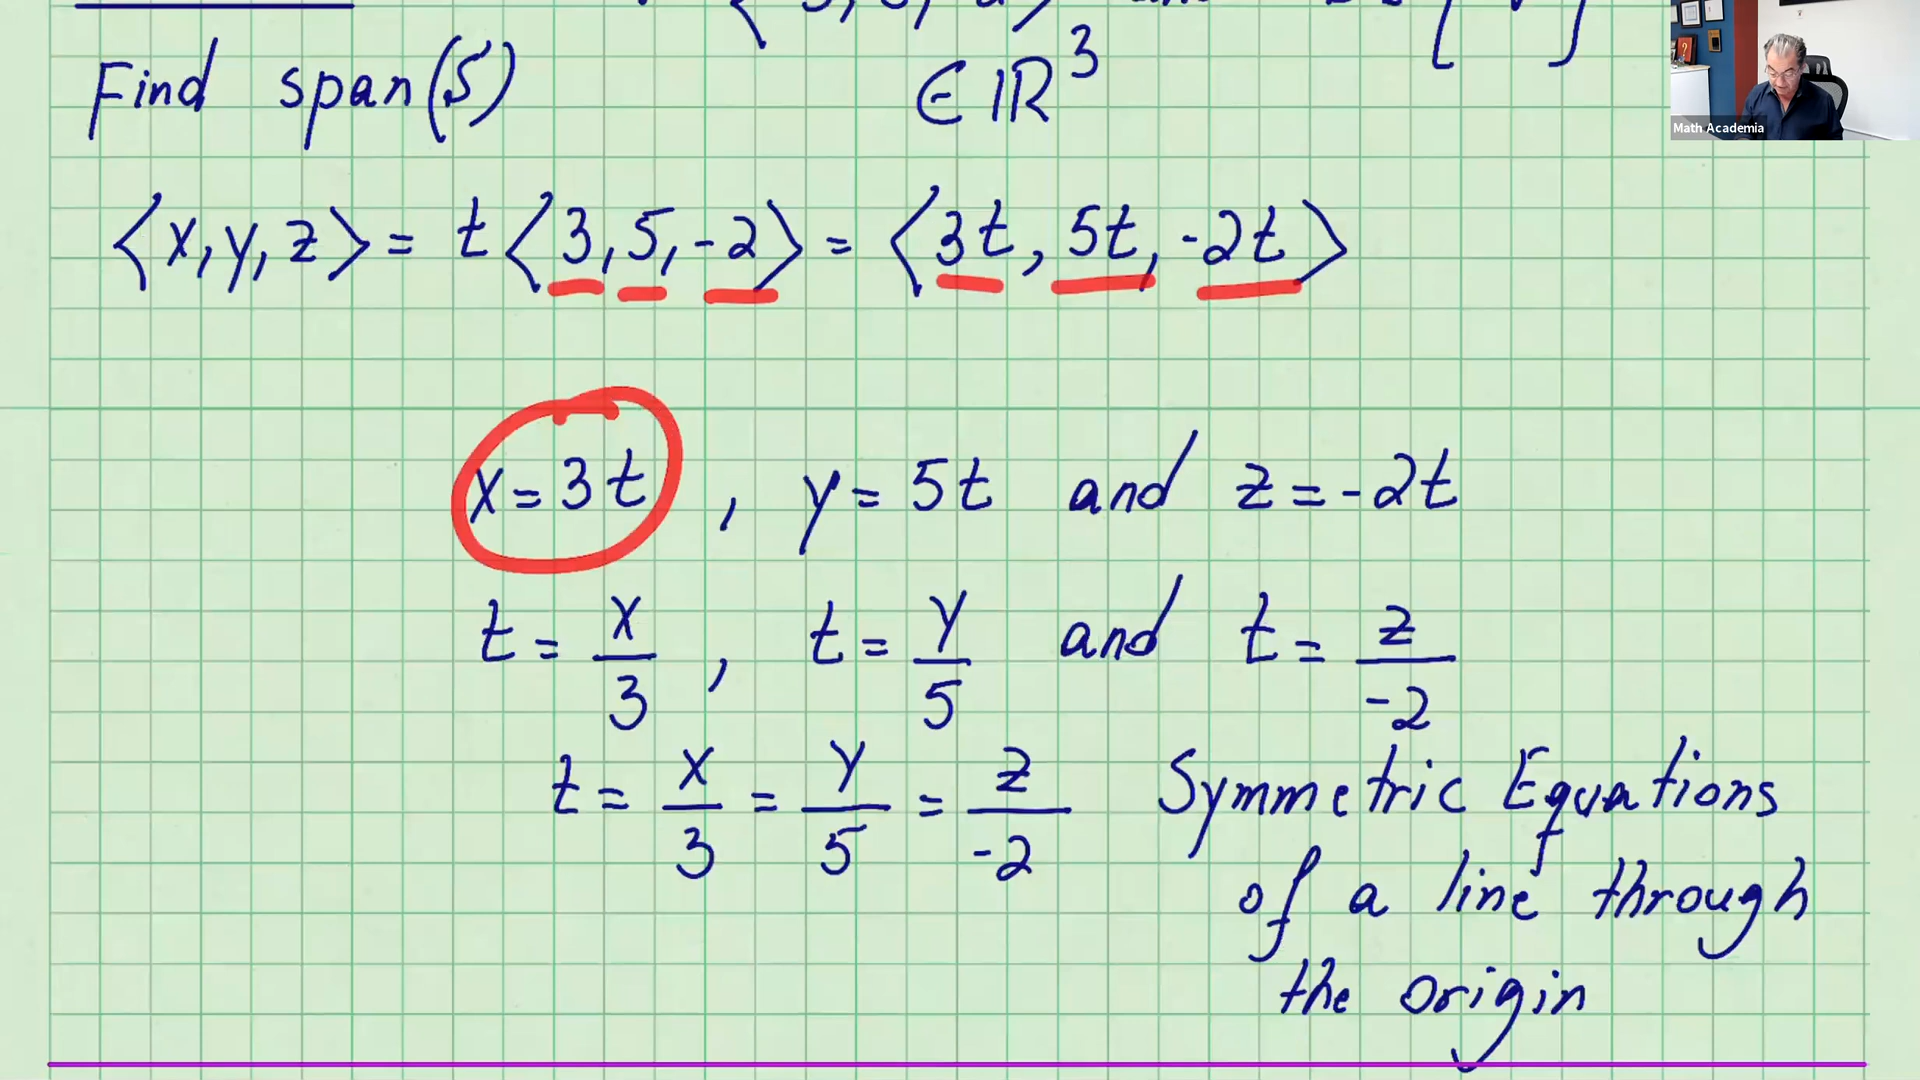 Find span(S)
∈ ℝ³
Math Academia
⟨x, y, z⟩ = t⟨3, 5, -2⟩ = ⟨3t, 5t, -2t⟩
x = 3t , y = 5t and z = -2t
t = x/3 , t = y/5 and t = z/-2
t = x/3 = y/5 = z/-2 Symmetric Equations
of a line through
the origin